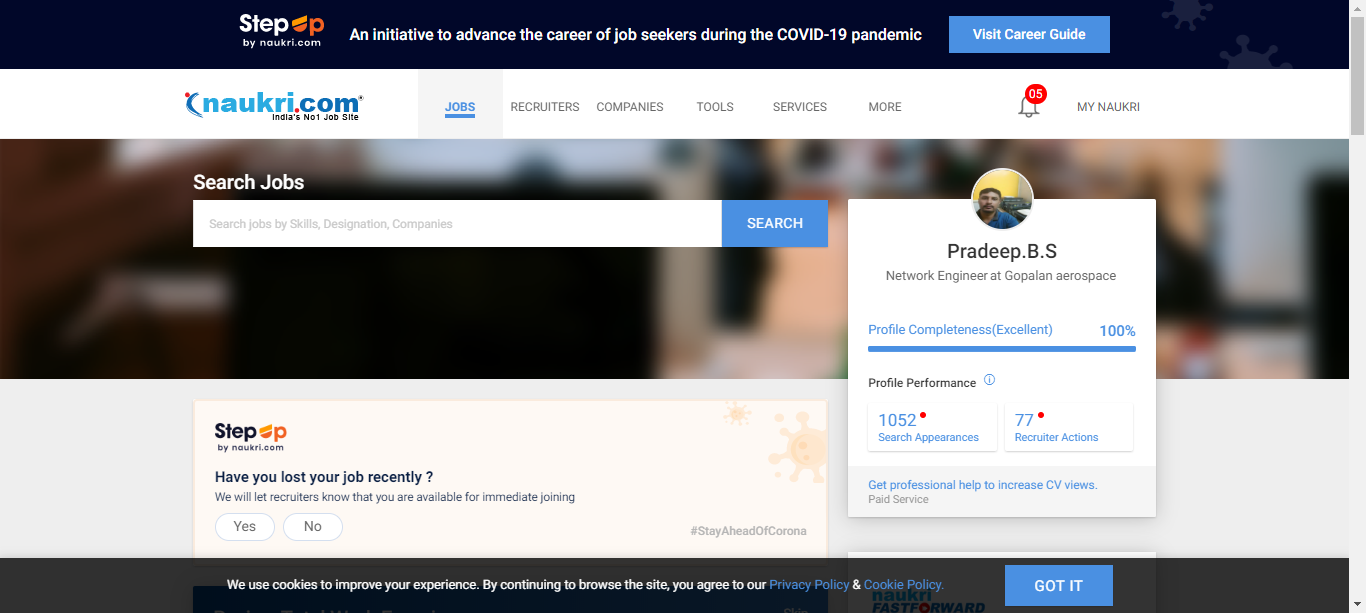 StepUp
by naukri.com
An initiative to advance the career of job seekers during the COVID-19 pandemic
Visit Career Guide
naukri.com
India's No1 Job Site
JOBS
RECRUITERS
COMPANIES
TOOLS
SERVICES
MORE
05
MY NAUKRI
Search Jobs
Search jobs by Skills, Designation, Companies
SEARCH
Pradeep.B.S
Network Engineer at Gopalan aerospace
Profile Completeness(Excellent) 100%
Profile Performance
1052
Search Appearances
77
Recruiter Actions
Get professional help to increase CV views.
Paid Service
StepUp
by naukri.com
Have you lost your job recently ?
We will let recruiters know that you are available for immediate joining
Yes
No
#StayAheadOfCorona
We use cookies to improve your experience. By continuing to browse the site, you agree to our Privacy Policy & Cookie Policy.
GOT IT
Skip
naukri
FASTFORWARD